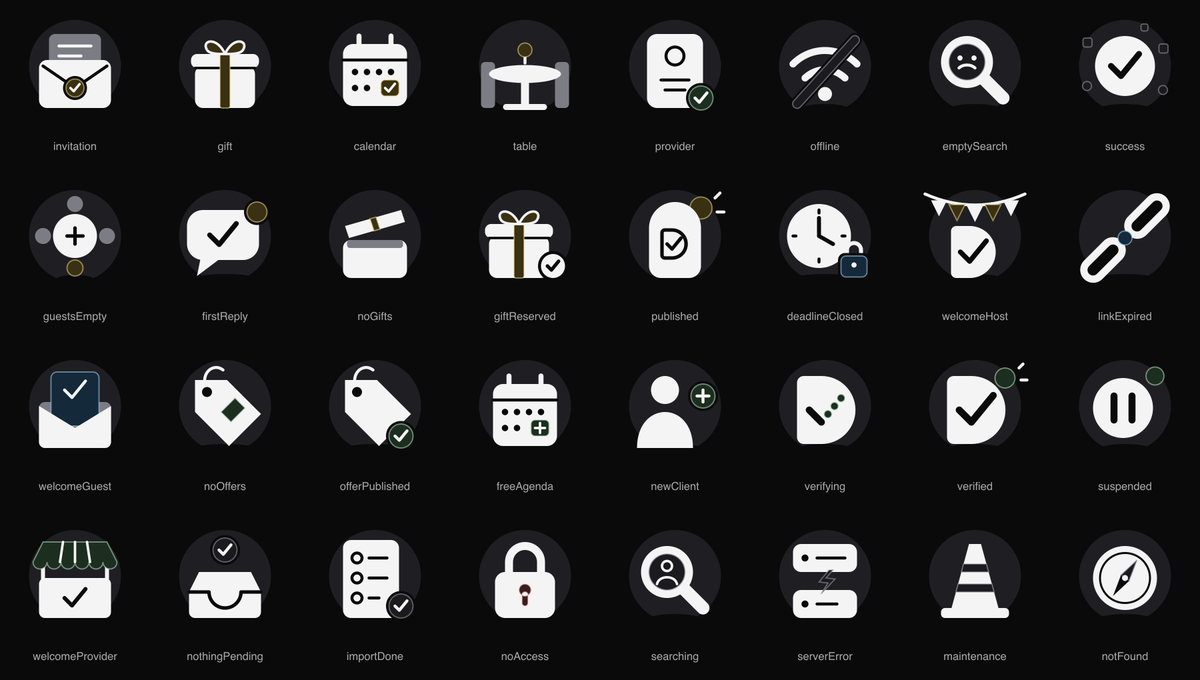 invitation
gift
calendar
table
provider
offline
emptySearch
success
guestsEmpty
firstReply
noGifts
giftReserved
published
deadlineClosed
welcomeHost
linkExpired
welcomeGuest
noOffers
offerPublished
freeAgenda
newClient
verifying
verified
suspended
welcomeProvider
nothingPending
importDone
noAccess
searching
serverError
maintenance
notFound